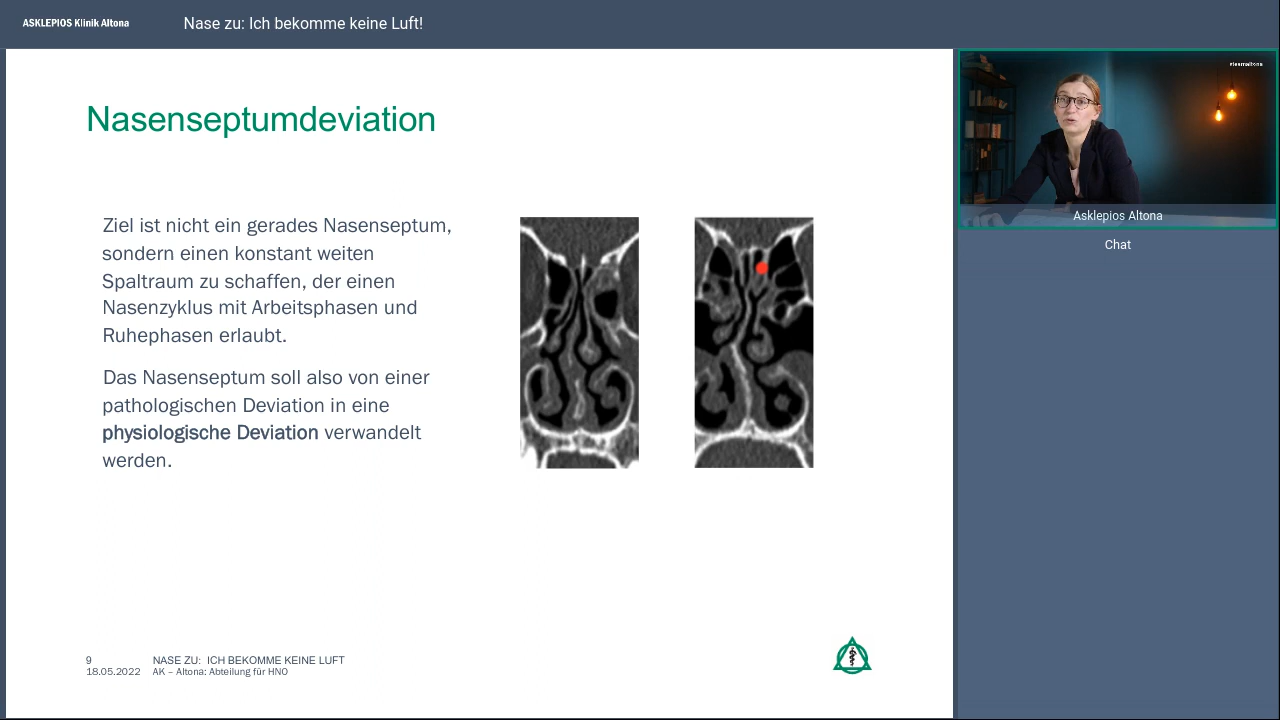 ASKLEPIOS Klinik Altona
Nase zu: Ich bekomme keine Luft!
Nasenseptumdeviation
Ziel ist nicht ein gerades Nasenseptum,
sondern einen konstant weiten
Spaltraum zu schaffen, der einen
Nasenzyklus mit Arbeitsphasen und
Ruhephasen erlaubt.
Das Nasenseptum soll also von einer
pathologischen Deviation in eine
physiologische Deviation verwandelt
werden.
#teamaltona
Asklepios Altona
Chat
9 NASE ZU: ICH BEKOMME KEINE LUFT
18.05.2022 AK – Altona: Abteilung für HNO